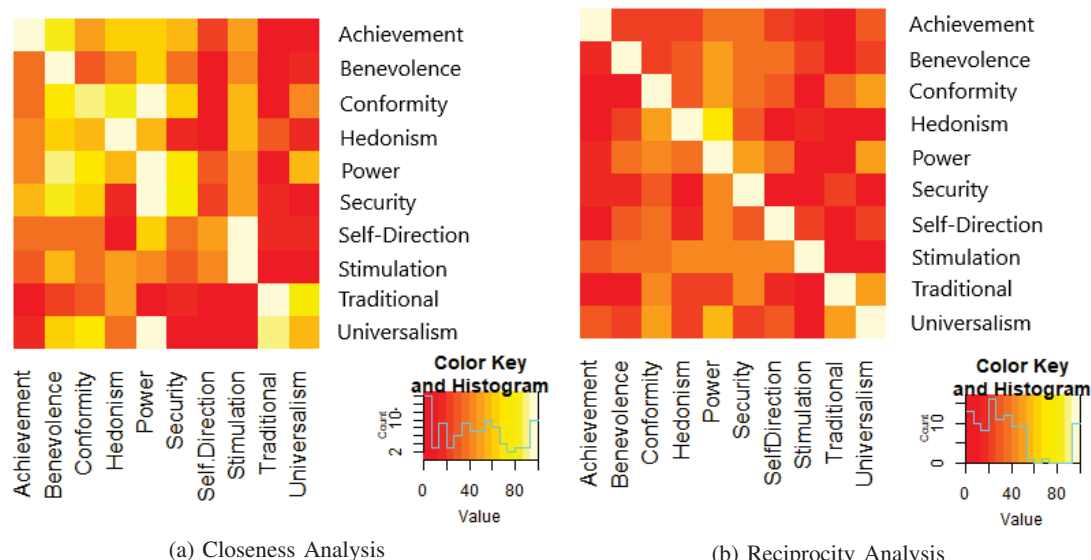 Achievement
Benevolence
Conformity
Hedonism
Power
Security
Self-Direction
Stimulation
Traditional
Universalism
Achievement
Benevolence
Conformity
Hedonism
Power
Security
Self.Direction
Stimulation
Traditional
Universalism
Color Key
and Histogram
Count
2
10
0
40
80
Value
(a) Closeness Analysis
Achievement
Benevolence
Conformity
Hedonism
Power
Security
Self-Direction
Stimulation
Traditional
Universalism
Achievement
Benevolence
Conformity
Hedonism
Power
Security
SelfDirection
Stimulation
Traditional
Universalism
Color Key
and Histogram
Count
0
10
0
40
80
Value
(b) Reciprocity Analysis